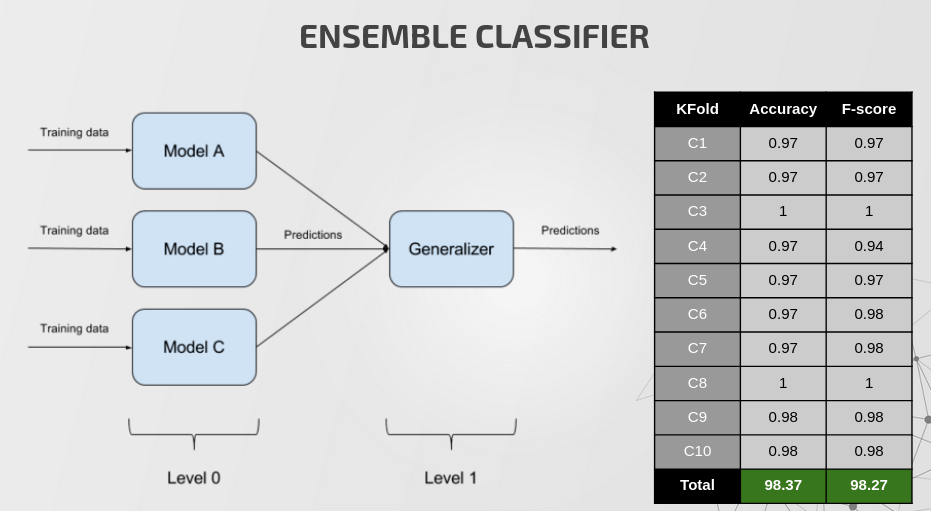 ENSEMBLE CLASSIFIER
Training data
Model A
Training data
Model B
Predictions
Generalizer
Predictions
Training data
Model C
Level 0
Level 1
KFold Accuracy F-score
C1 0.97 0.97
C2 0.97 0.97
C3 1 1
C4 0.97 0.94
C5 0.97 0.97
C6 0.97 0.98
C7 0.97 0.98
C8 1 1
C9 0.98 0.98
C10 0.98 0.98
Total 98.37 98.27